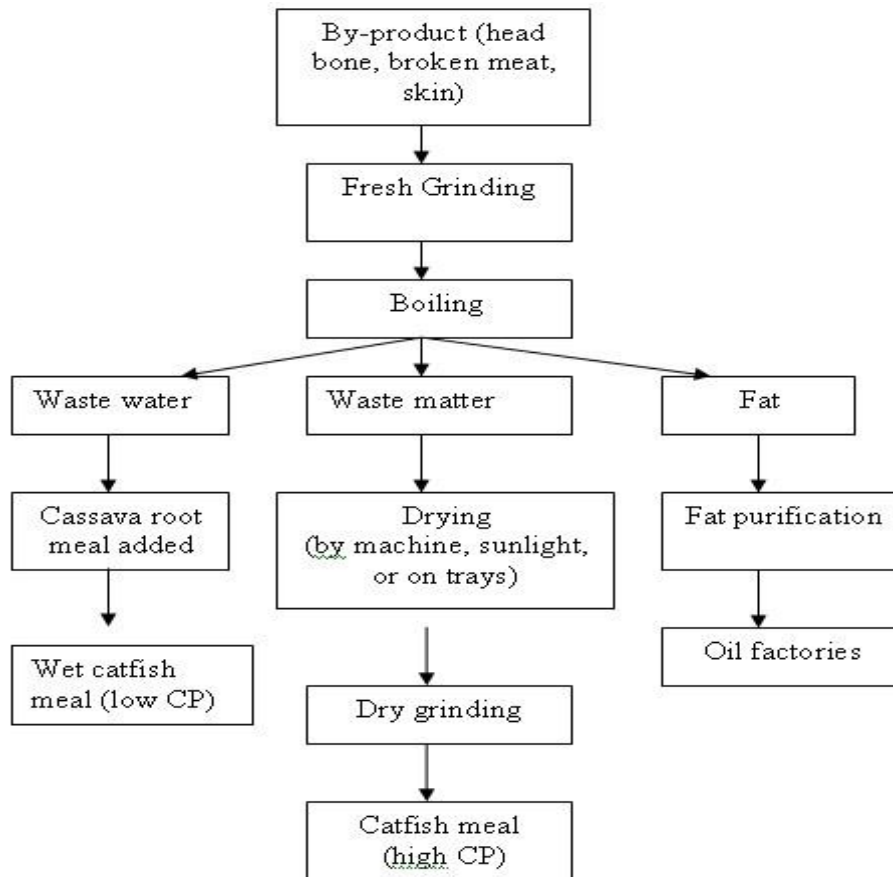 By-product (head
bone, broken meat,
skin)
Fresh Grinding
Boiling
Waste water
Waste matter
Fat
Cassava root
meal added
Drying
(by machine, sunlight,
or on trays)
Fat purification
Wet catfish
meal (low CP)
Oil factories
Dry grinding
Catfish meal
(high CP)